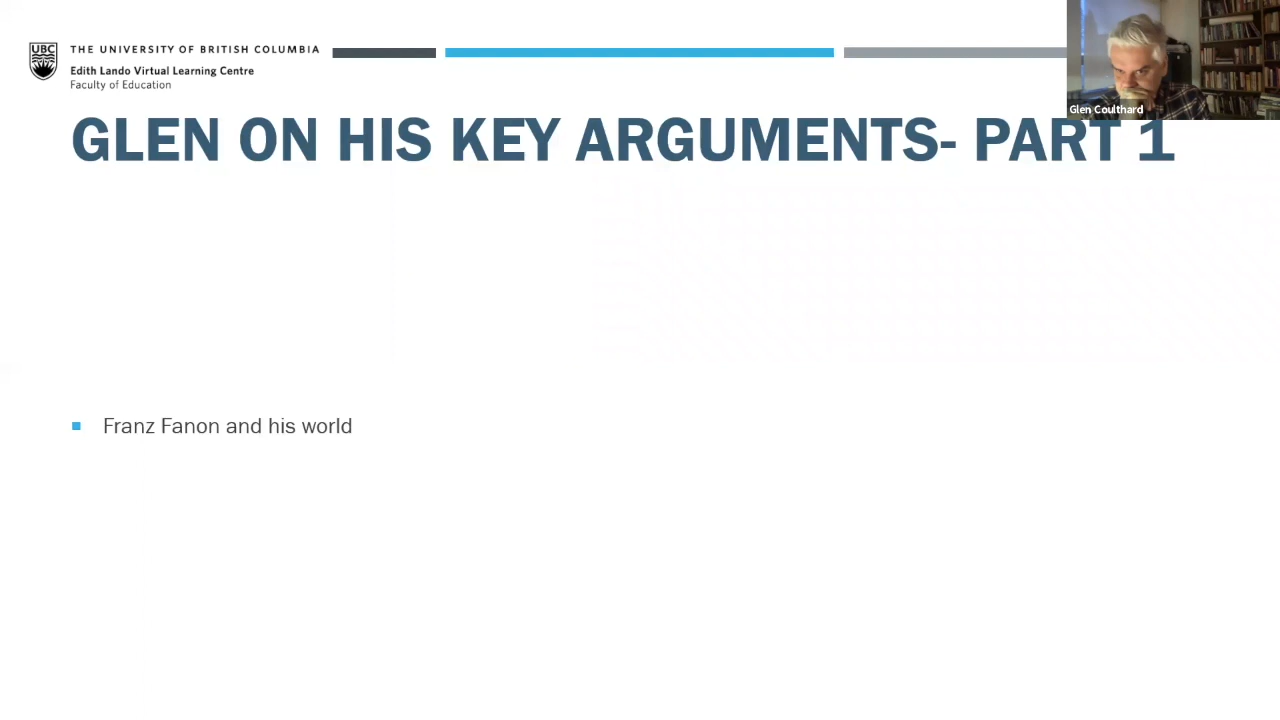 UBC
THE UNIVERSITY OF BRITISH COLUMBIA
Edith Lando Virtual Learning Centre
Faculty of Education
Glen Coulthard
GLEN ON HIS KEY ARGUMENTS- PART 1
Franz Fanon and his world